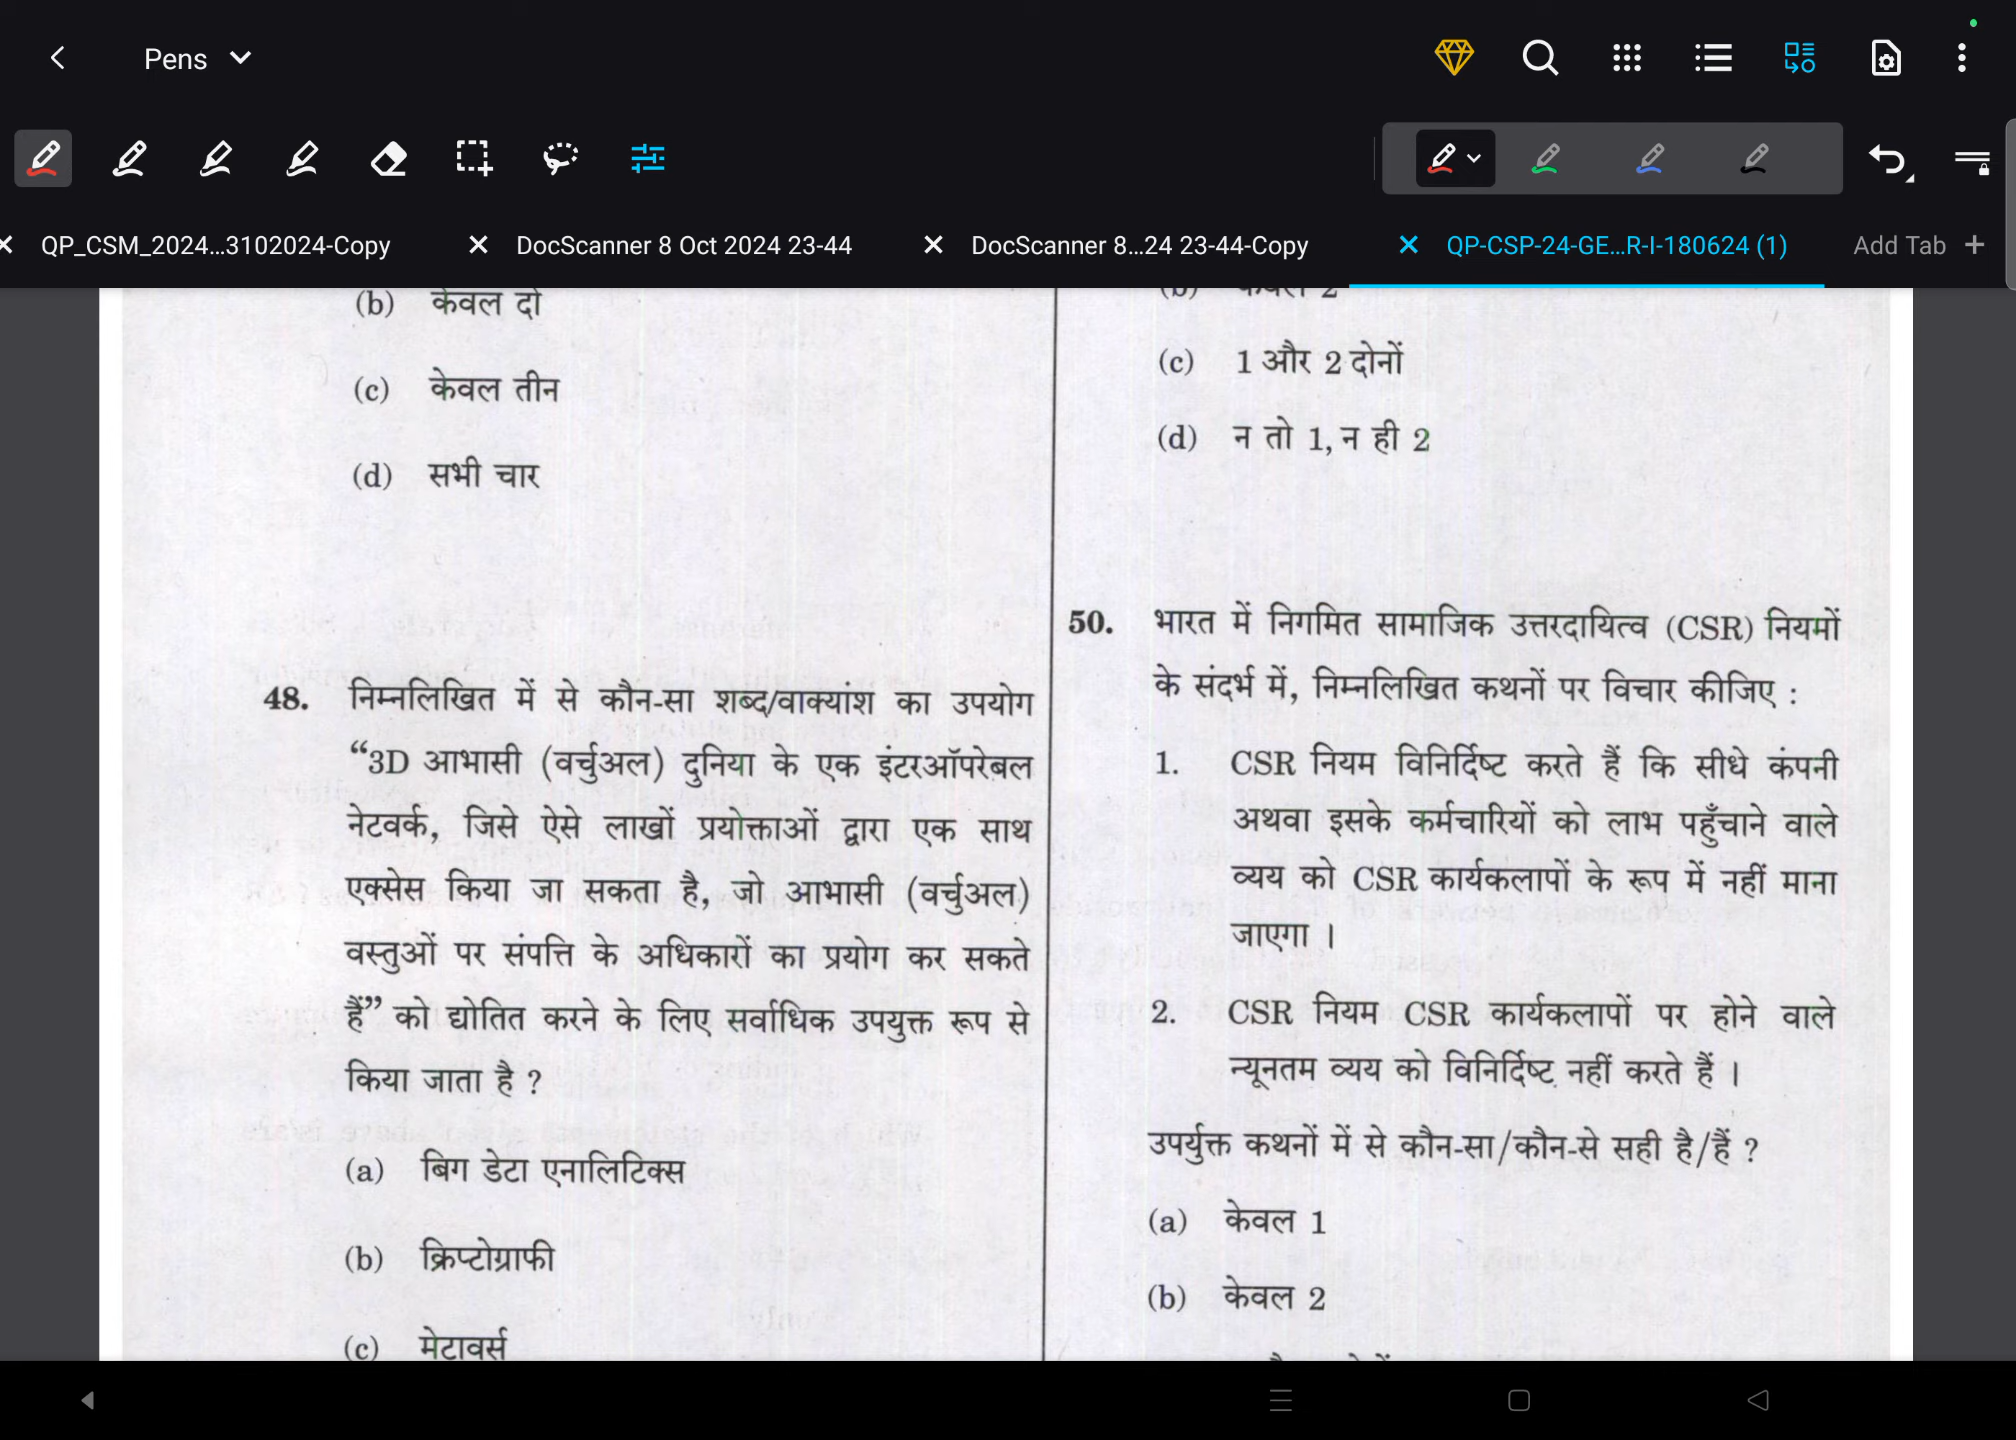 Pens
QP_CSM_2024...3102024-Copy
DocScanner 8 Oct 2024 23-44
DocScanner 8...24 23-44-Copy
QP-CSP-24-GE...R-I-180624 (1)
Add Tab +
(b) केवल दो
(c) केवल तीन
(d) सभी चार
48. निम्नलिखित में से कौन-सा शब्द/वाक्यांश का उपयोग
“3D आभासी (वर्चुअल) दुनिया के एक इंटरऑपरेबल
नेटवर्क, जिसे ऐसे लाखों प्रयोक्ताओं द्वारा एक साथ
एक्सेस किया जा सकता है, जो आभासी (वर्चुअल)
वस्तुओं पर संपत्ति के अधिकारों का प्रयोग कर सकते
हैं” को द्योतित करने के लिए सर्वाधिक उपयुक्त रूप से
किया जाता है ?
(a) बिग डेटा एनालिटिक्स
(b) क्रिप्टोग्राफी
(c) मेटावर्स
(b) केवल 2
(c) 1 और 2 दोनों
(d) न तो 1, न ही 2
50. भारत में निगमित सामाजिक उत्तरदायित्व (CSR) नियमों
के संदर्भ में, निम्नलिखित कथनों पर विचार कीजिए :
1. CSR नियम विनिर्दिष्ट करते हैं कि सीधे कंपनी
अथवा इसके कर्मचारियों को लाभ पहुँचाने वाले
व्यय को CSR कार्यकलापों के रूप में नहीं माना
जाएगा ।
2. CSR नियम CSR कार्यकलापों पर होने वाले
न्यूनतम व्यय को विनिर्दिष्ट नहीं करते हैं ।
उपर्युक्त कथनों में से कौन-सा/कौन-से सही है/हैं ?
(a) केवल 1
(b) केवल 2